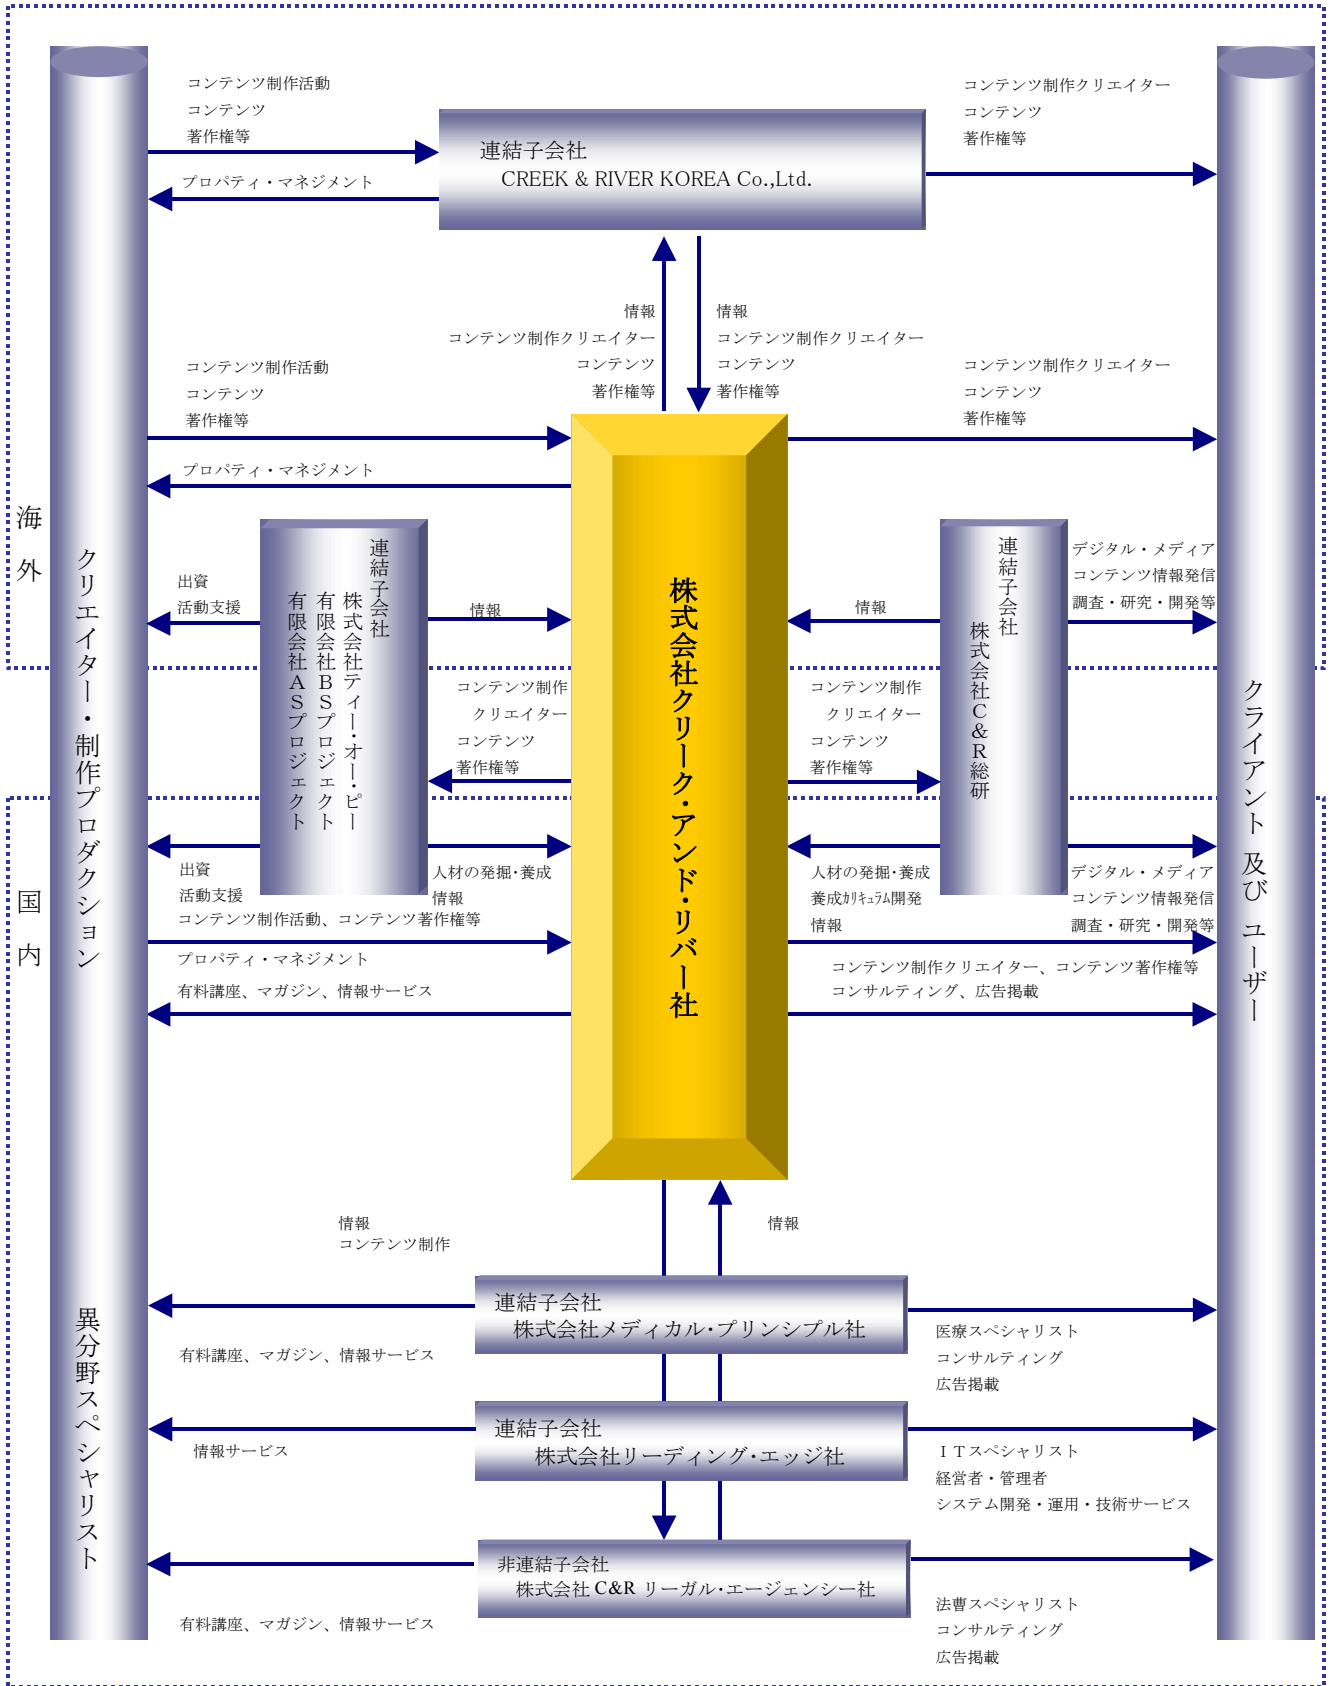 コンテンツ制作活動
コンテンツ
著作権等
プロパティ・マネジメント
連結子会社
CREEK & RIVER KOREA Co.,Ltd.
コンテンツ制作クリエイター
コンテンツ
著作権等
情報
コンテンツ制作クリエイター
コンテンツ
著作権等
情報
コンテンツ制作クリエイター
コンテンツ
著作権等
コンテンツ制作活動
コンテンツ
著作権等
プロパティ・マネジメント
コンテンツ制作クリエイター
コンテンツ
著作権等
海外
クリエイター・制作プロダクション
出資
活動支援
連結子会社
株式会社ティー・オー・ピー
有限会社BSプロジェクト
有限会社ASプロジェクト
情報
株式会社クリーク・アンド・リバー社
情報
連結子会社
株式会社C&R総研
デジタル・メディア
コンテンツ情報発信
調査・研究・開発等
クライアント 及び ユーザー
コンテンツ制作
クリエイター
コンテンツ
著作権等
コンテンツ制作
クリエイター
コンテンツ
著作権等
国内
出資
活動支援
人材の発掘・養成
情報
人材の発掘・養成
養成ｶﾘｷｭﾗﾑ開発
情報
デジタル・メディア
コンテンツ情報発信
調査・研究・開発等
コンテンツ制作活動、コンテンツ著作権等
プロパティ・マネジメント
有料講座、マガジン、情報サービス
コンテンツ制作クリエイター、コンテンツ著作権等
コンサルティング、広告掲載
情報
コンテンツ制作
情報
異分野スペシャリスト
連結子会社
株式会社メディカル・プリンシプル社
有料講座、マガジン、情報サービス
医療スペシャリスト
コンサルティング
広告掲載
連結子会社
株式会社リーディング・エッジ社
情報サービス
ＩＴスペシャリスト
経営者・管理者
システム開発・運用・技術サービス
非連結子会社
株式会社 C&R リーガル・エージェンシー社
有料講座、マガジン、情報サービス
法曹スペシャリスト
コンサルティング
広告掲載